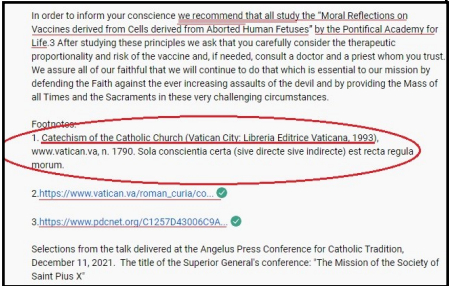 In order to inform your conscience we recommend that all study the “Moral Reflections on
Vaccines derived from Cells derived from Aborted Human Fetuses” by the Pontifical Academy for
Life.3 After studying these principles we ask that you carefully consider the therapeutic
proportionality and risk of the vaccine and, if needed, consult a doctor and a priest whom you trust.
We assure all of our faithful that we will continue to do that which is essential to our mission by
defending the Faith against the ever increasing assaults of the devil and by providing the Mass of
all Times and the Sacraments in these very challenging circumstances.
Footnotes:
1. Catechism of the Catholic Church (Vatican City: Libreria Editrice Vaticana, 1993),
www.vatican.va, n. 1790. Sola conscientia certa (sive directe sive indirecte) est recta regula
morum.
2.https://www.vatican.va/roman_curia/co...
3.https://www.pdcnet.org/C1257D43006C9A...
Selections from the talk delivered at the Angelus Press Conference for Catholic Tradition,
December 11, 2021. The title of the Superior General's conference: "The Mission of the Society of
Saint Pius X"